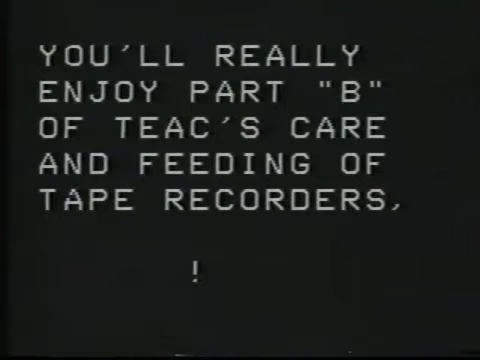 YOU'LL REALLY
ENJOY PART "B"
OF TEAC'S CARE
AND FEEDING OF
TAPE RECORDERS,
!